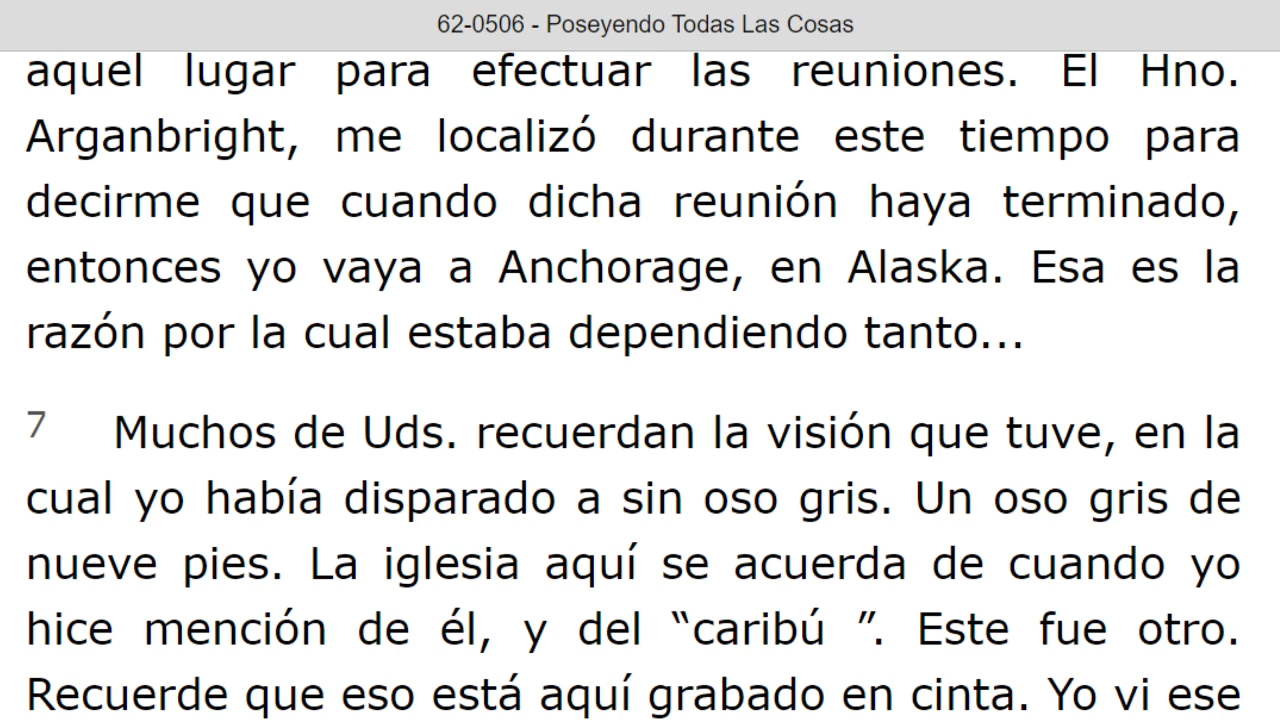 62-0506 - Poseyendo Todas Las Cosas
aquel lugar para efectuar las reuniones. El Hno.
Arganbright, me localizó durante este tiempo para
decirme que cuando dicha reunión haya terminado,
entonces yo vaya a Anchorage, en Alaska. Esa es la
razón por la cual estaba dependiendo tanto...
7 Muchos de Uds. recuerdan la visión que tuve, en la
cual yo había disparado a sin oso gris. Un oso gris de
nueve pies. La iglesia aquí se acuerda de cuando yo
hice mención de él, y del “caribú ”. Este fue otro.
Recuerde que eso está aquí grabado en cinta. Yo vi ese